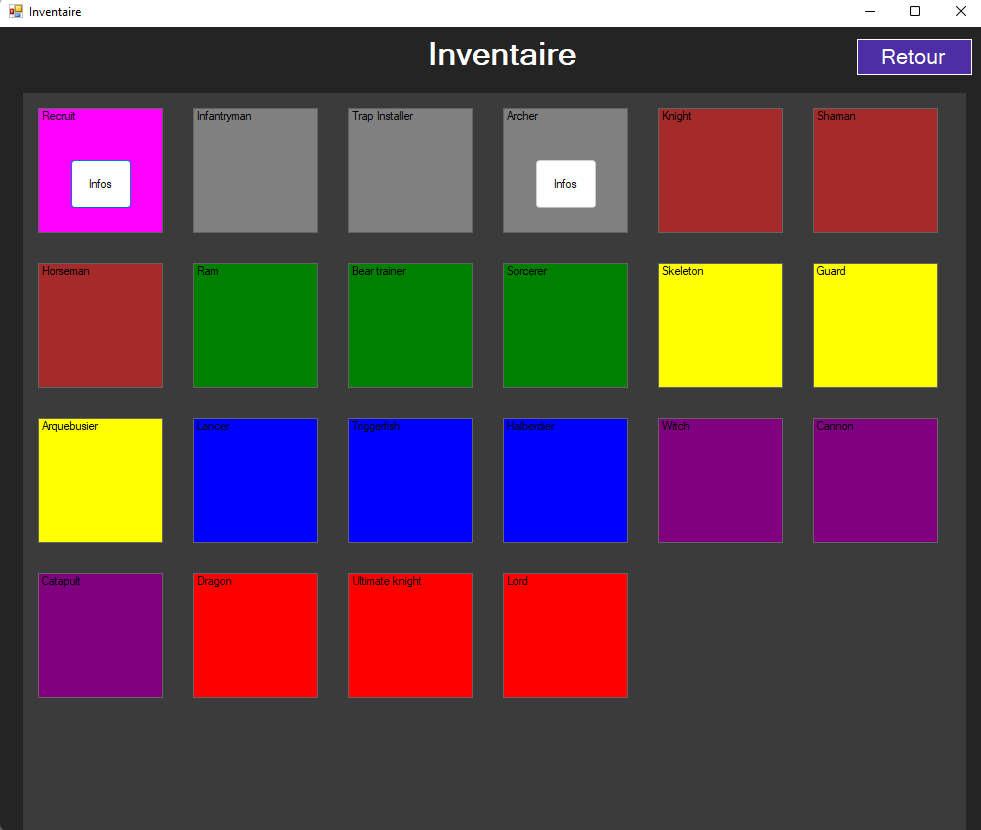 Inventaire
Inventaire
Retour
Recruit
Infantryman
Trap Installer
Archer
Knight
Shaman
Infos
Infos
Horseman
Ram
Bear trainer
Sorcerer
Skeleton
Guard
Arquebusier
Lancer
Triggerfish
Halberdier
Witch
Cannon
Catapult
Dragon
Ultimate knight
Lord